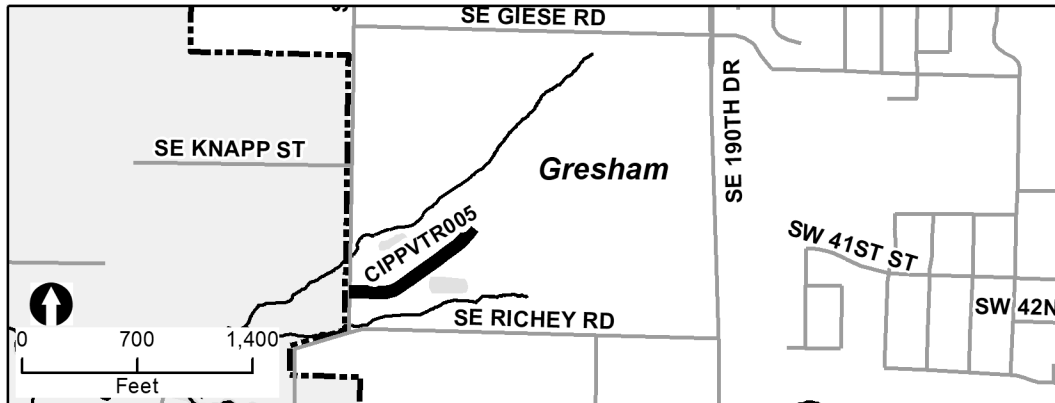 SE GIESE RD
SE 190TH DR
SE KNAPP ST
Gresham
CIPPVTR005
SW 41ST ST
SW 42N
SE RICHEY RD
0 700 1,400
Feet